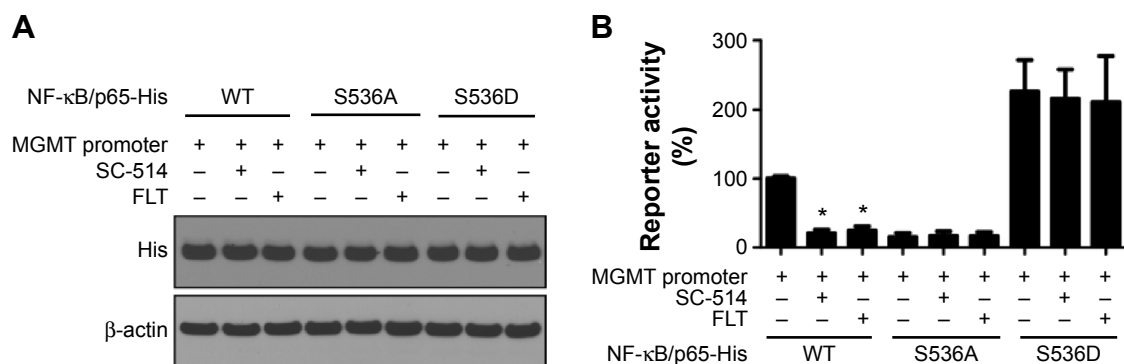 A
NF-κB/p65-His WT S536A S536D
MGMT promoter + + + + + + + + +
SC-514 – + – – + – – + –
FLT – – + – – + – – +
His
β-actin
B
Reporter activity
(%)
300
200
100
0
* *
MGMT promoter + + + + + + + + +
SC-514 – + – – + – – + –
FLT – – + – – + – – +
NF-κB/p65-His WT S536A S536D